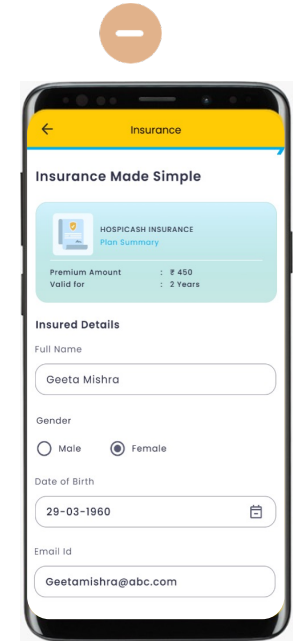 Insurance
Insurance Made Simple
HOSPICASH INSURANCE
Plan Summary
Premium Amount : ₹ 450
Valid for : 2 Years
Insured Details
Full Name
Geeta Mishra
Gender
Male Female
Date of Birth
29-03-1960
Email Id
Geetamishra@abc.com